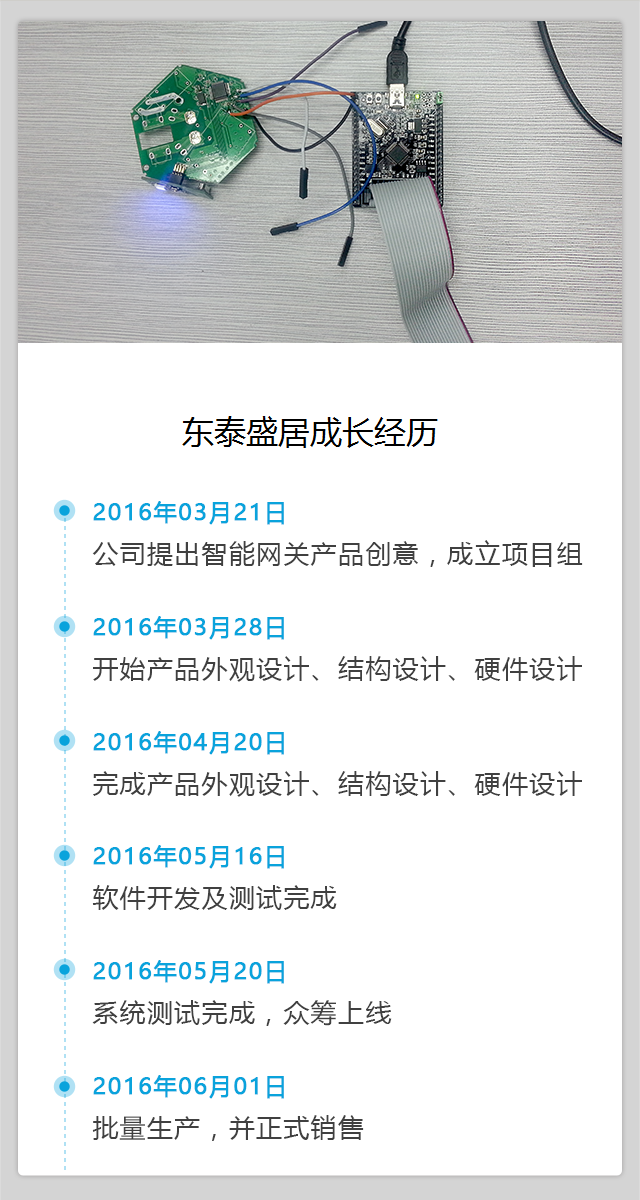 东泰盛居成长经历
2016年03月21日
公司提出智能网关产品创意，成立项目组
2016年03月28日
开始产品外观设计、结构设计、硬件设计
2016年04月20日
完成产品外观设计、结构设计、硬件设计
2016年05月16日
软件开发及测试完成
2016年05月20日
系统测试完成，众筹上线
2016年06月01日
批量生产，并正式销售